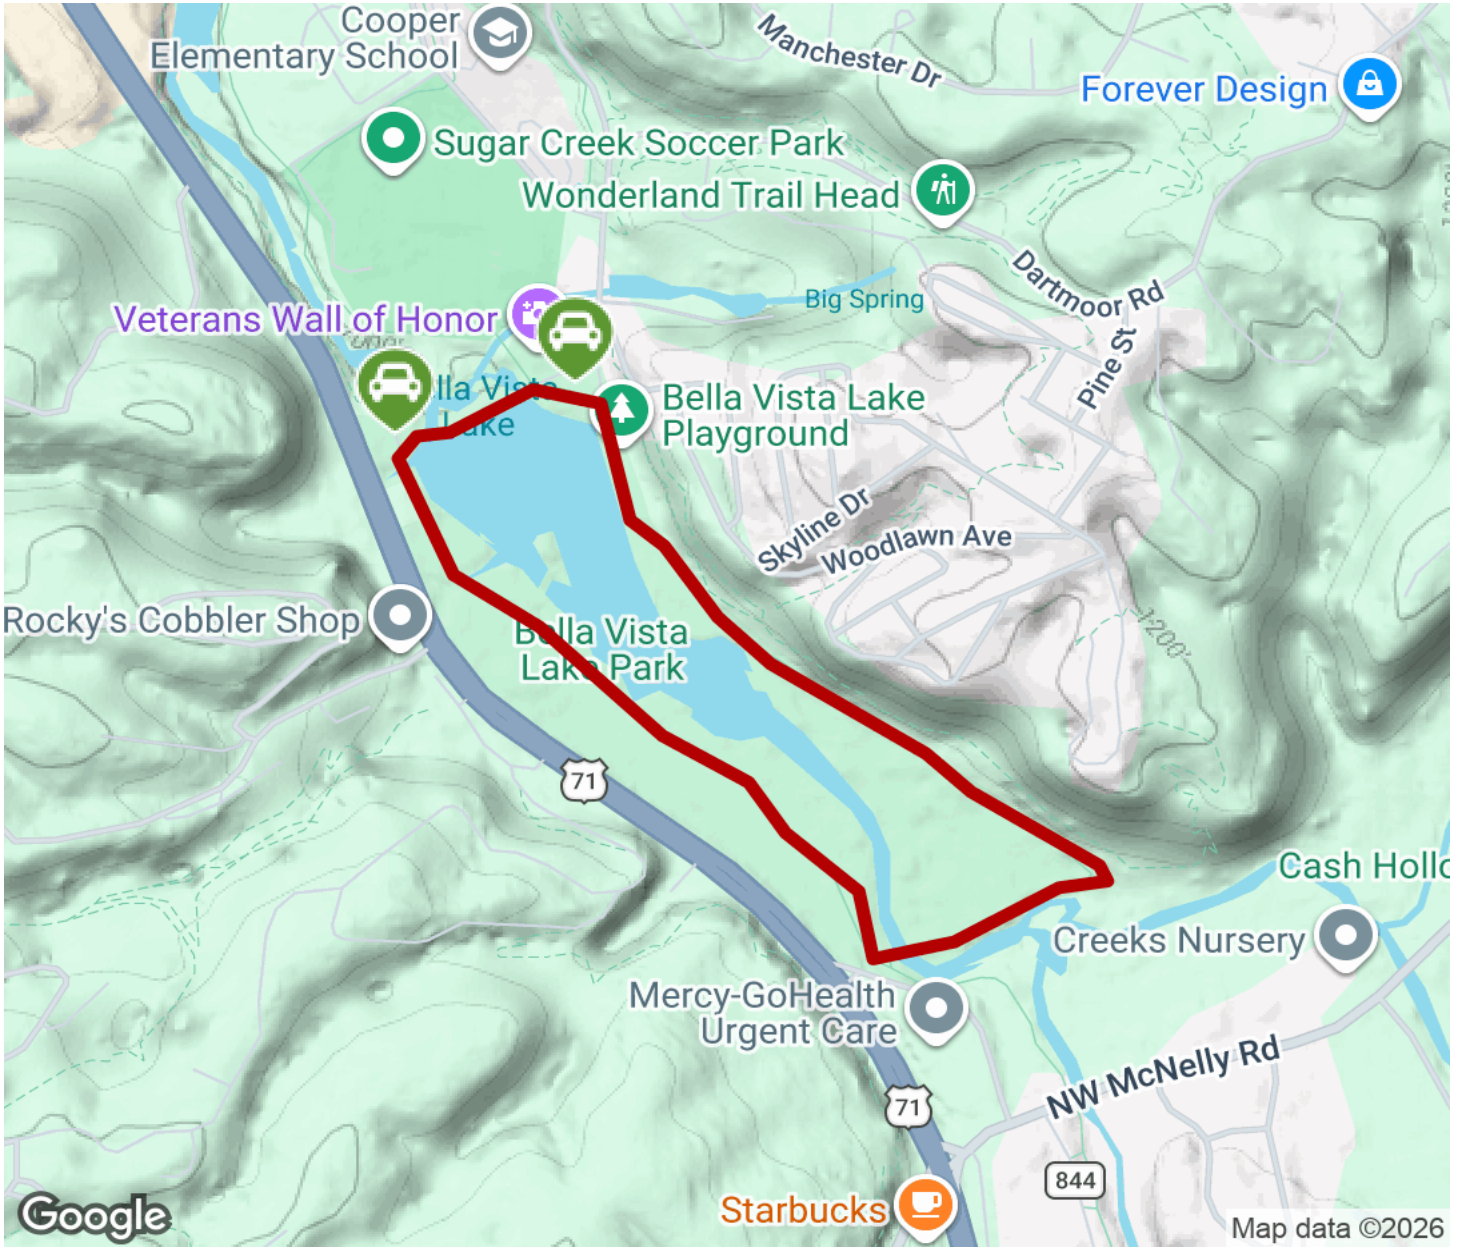 Cooper
Elementary School
Manchester Dr
Forever Design
Sugar Creek Soccer Park
Wonderland Trail Head
Dartmoor Rd
Big Spring
Veterans Wall of Honor
Pine St
lla Vista
Lake
Bella Vista Lake
Playground
Skyline Dr
Woodlawn Ave
Rocky's Cobbler Shop
Bella Vista
Lake Park
1200'
71
Cash Hollo
Creeks Nursery
Mercy-GoHealth
Urgent Care
NW McNelly Rd
71
844
Starbucks
Google
Map data ©2026